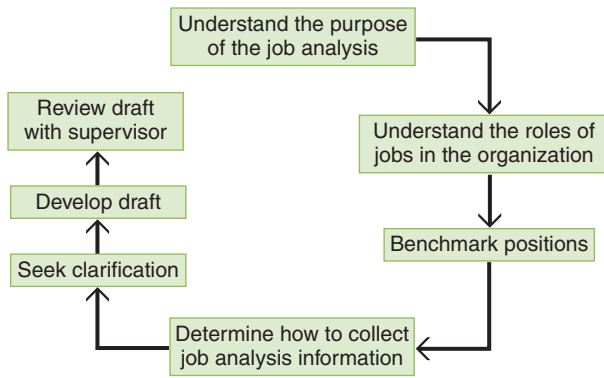 Understand the purpose
of the job analysis
Understand the roles of
jobs in the organization
Benchmark positions
Determine how to collect
job analysis information
Seek clarification
Develop draft
Review draft
with supervisor